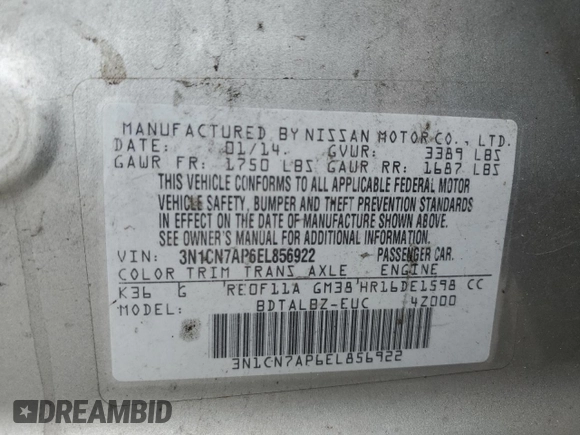 MANUFACTURED BY NISSAN MOTOR CO., LTD.
DATE: 01/14 GVWR: 3389 LBS
GAWR FR: 1750 LBS GAWR RR: 1687 LBS
THIS VEHICLE CONFORMS TO ALL APPLICABLE FEDERAL MOTOR
VEHICLE SAFETY, BUMPER AND THEFT PREVENTION STANDARDS
IN EFFECT ON THE DATE OF MANUFACTURE SHOWN ABOVE.
SEE OWNER'S MANUAL FOR ADDITIONAL INFORMATION
VIN: 3N1CN7AP6EL856922 PASSENGER CAR.
COLOR TRIM TRANS AXLE ENGINE
K36 G RE0F11A GM38 HR16DE1598 CC
MODEL: BDTALBZ-EUC 4Z000
3N1CN7AP6EL856922
DREAMBID